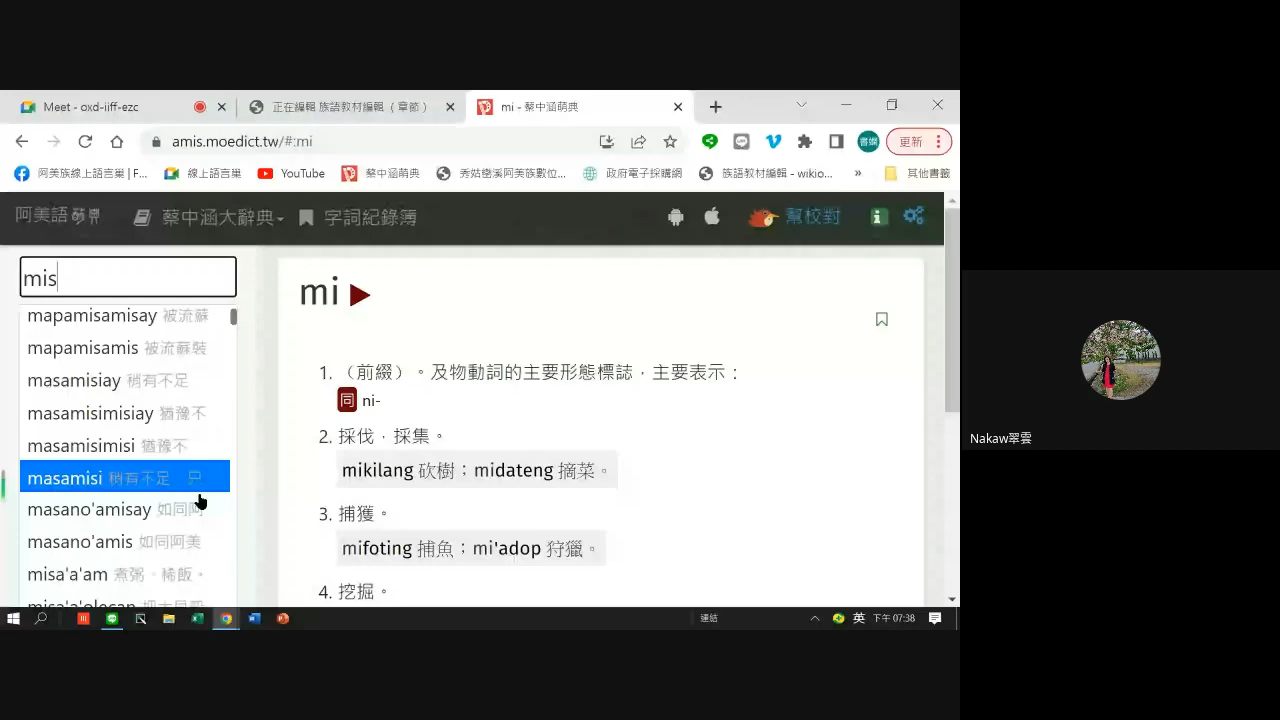 Meet - oxd-iiff-ezc
正在編輯 族語教材編輯 （章節）
mi - 蔡中涵萌典
amis.moedict.tw/#:mi
書媒
更新
阿美族線上語言巢 | F...
線上語言巢
YouTube
蔡中涵萌典
秀姑巒溪阿美族數位...
政府電子採購網
族語教材編輯 - wikio...
»
其他書籤
阿美語萌典
蔡中涵大辭典
字詞紀錄簿
幫校對
mis
mapamisamisay 被流蘇
mapamisamis 被流蘇裝
masamisiay 稍有不足
masamisimisiay 猶豫不
masamisimisi 猶豫不
masamisi 稍有不足
masano'amisay 如同阿
masano'amis 如同阿美
misa'a'am 煮粥。稀飯。
mi
1. （前綴）。及物動詞的主要形態標誌，主要表示：
同 ni-
2. 採伐，採集。
mikilang 砍樹；midateng 摘菜。
3. 捕獲。
mifoting 捕魚；mi'adop 狩獵。
4. 挖掘。
連結
英
下午 07:38
Nakaw翠雲